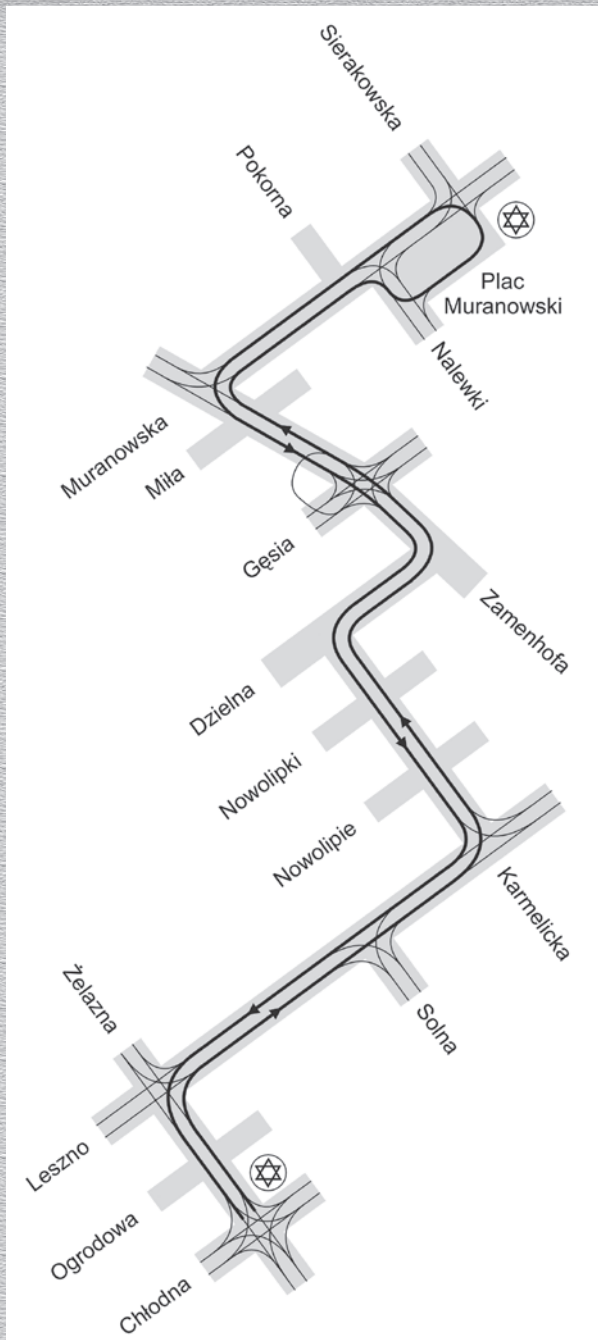 Sierakowska
Pokorna
Plac
Muranowski
Nalewki
Muranowska
Miła
Gęsia
Zamenhofa
Dzielna
Nowolipki
Nowolipie
Karmelicka
Żelazna
Solna
Leszno
Ogrodowa
Chłodna